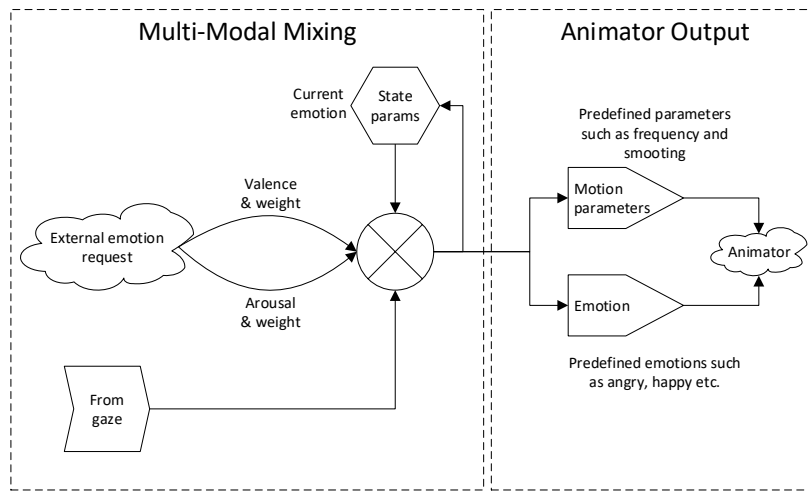 Multi-Modal Mixing
Animator Output
Current
emotion
State
params
Predefined parameters
such as frequency and
smooting
Valence
& weight
Motion
parameters
External emotion
request
Animator
Arousal
& weight
Emotion
Predefined emotions such
as angry, happy etc.
From
gaze